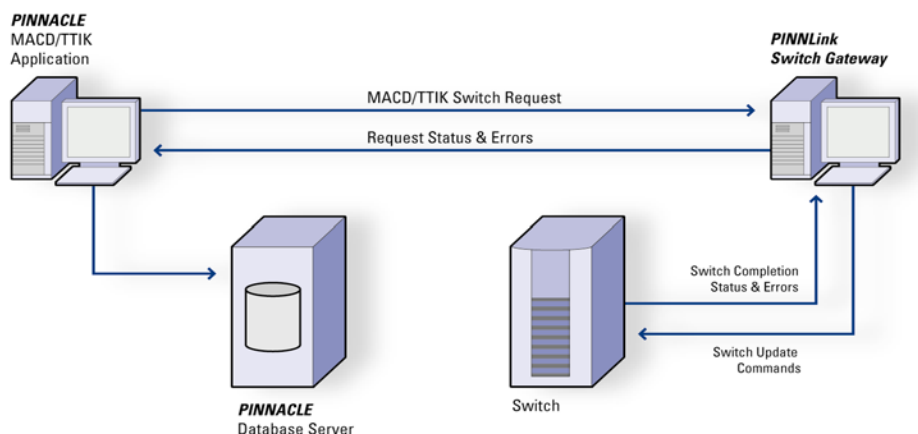 PINNACLE
MACD/TTIK
Application
PINNLink
Switch Gateway
MACD/TTIK Switch Request
Request Status & Errors
Switch Completion
Status & Errors
Switch Update
Commands
Switch
PINNACLE
Database Server